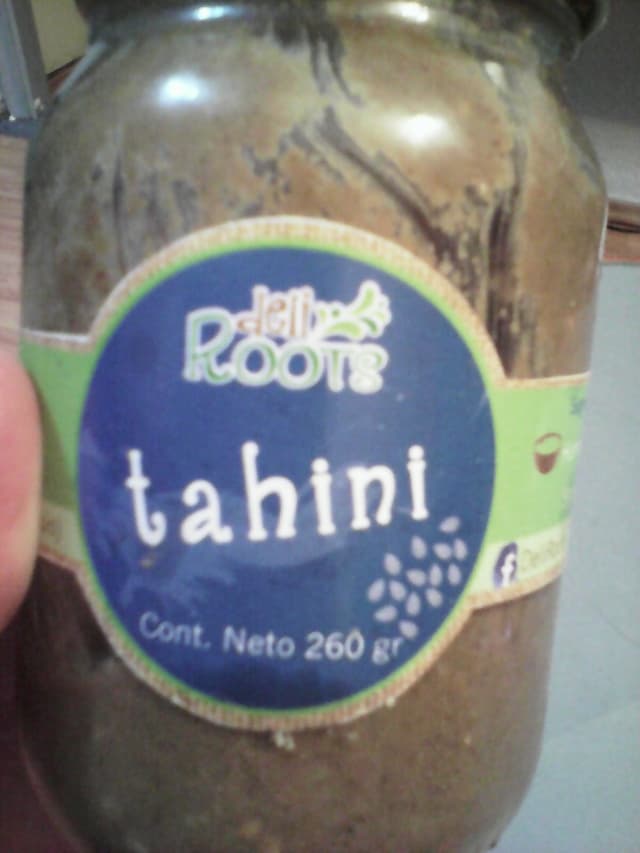 deli
ROOTS
tahini
Cont. Neto 260 gr
f